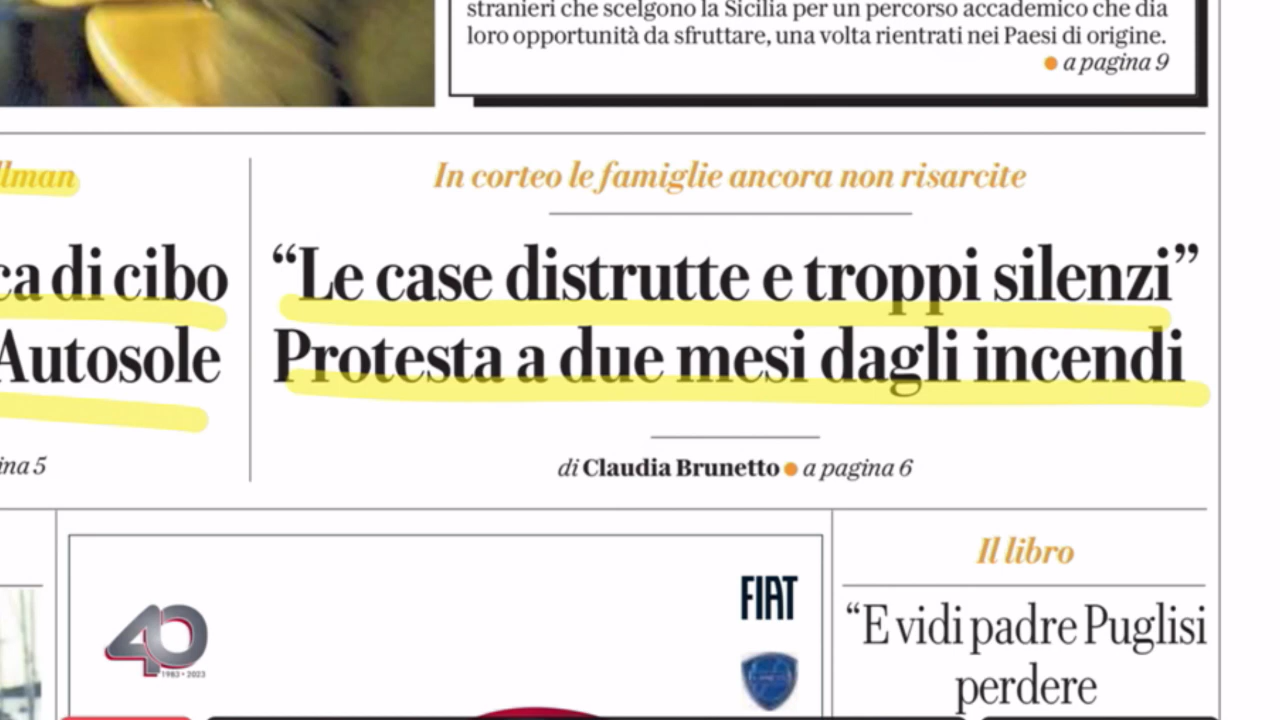 stranieri che scelgono la Sicilia per un percorso accademico che dia
loro opportunità da sfruttare, una volta rientrati nei Paesi di origine.
a pagina 9
In corteo le famiglie ancora non risarcite
di cibo
Autosole
“Le case distrutte e troppi silenzi”
Protesta a due mesi dagli incendi
5
di Claudia Brunetto a pagina 6
40
1983 • 2023
FIAT
Il libro
“E vidi padre Puglisi
perdere